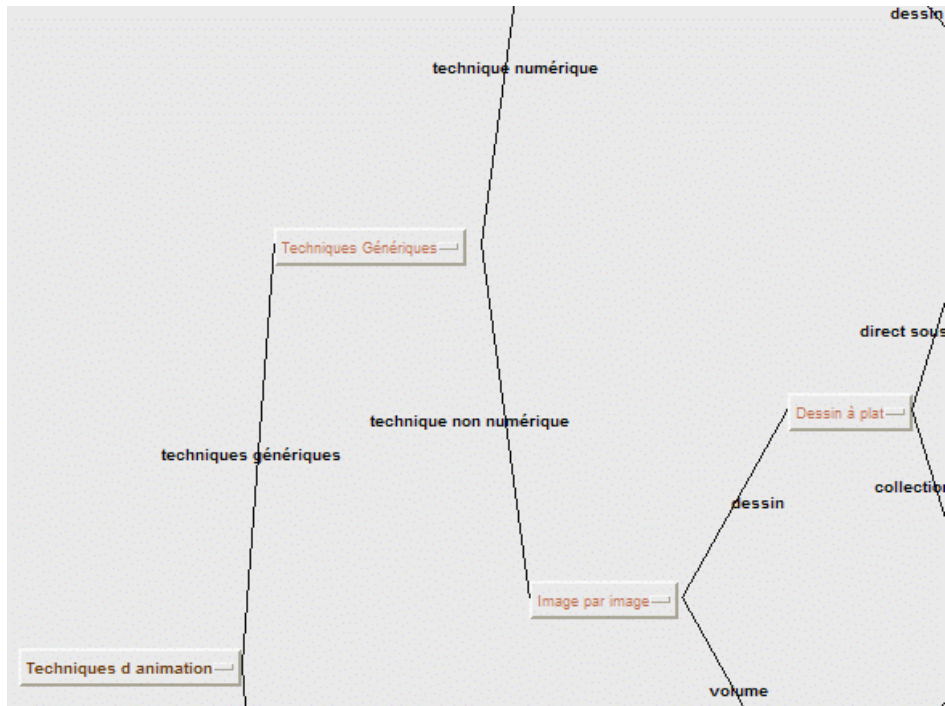 dessin
technique numérique
Techniques Génériques
direct sous
Dessin à plat
technique non numérique
techniques génériques
collection
dessin
Image par image
Techniques d animation
volume